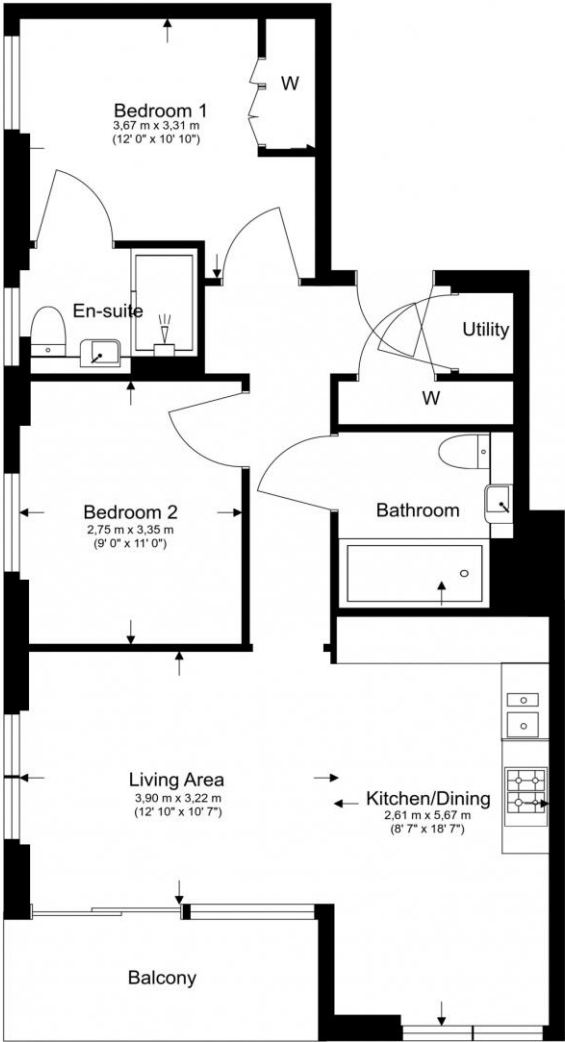 Bedroom 1
3,67 m x 3,31 m
(12' 0" x 10' 10")
W
En-suite
Utility
W
Bedroom 2
2,75 m x 3,35 m
(9' 0" x 11' 0")
Bathroom
Living Area
3,90 m x 3,22 m
(12' 10" x 10' 7")
Kitchen/Dining
2,61 m x 5,67 m
(8' 7" x 18' 7")
Balcony